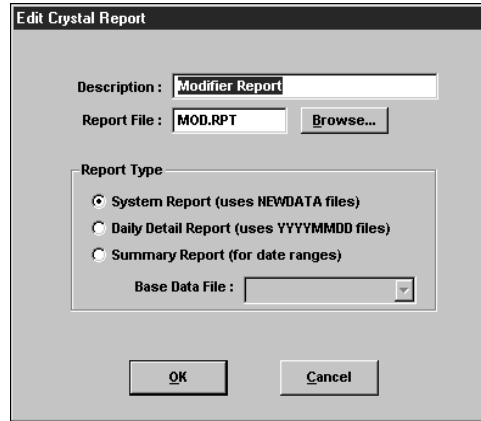 Edit Crystal Report
Description : Modifier Report
Report File : MOD.RPT Browse...
Report Type
System Report (uses NEWDATA files)
Daily Detail Report (uses YYYYMMDD files)
Summary Report (for date ranges)
Base Data File :
OK Cancel